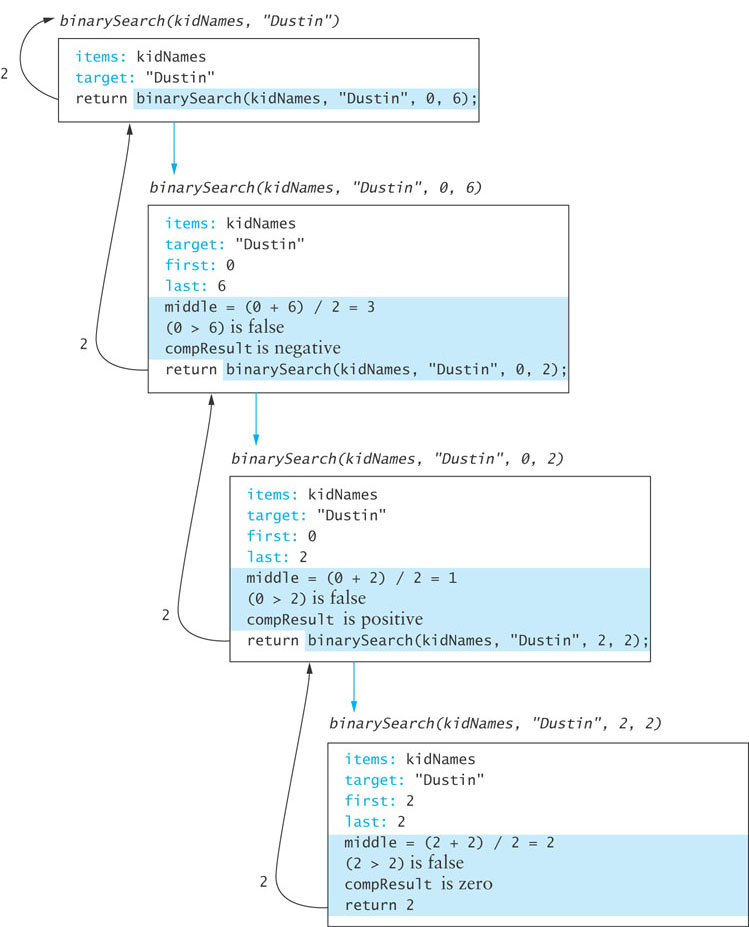 binarySearch(kidNames, "Dustin")
items: kidNames
target: "Dustin"
2
return binarySearch(kidNames, "Dustin", 0, 6);
binarySearch(kidNames, "Dustin", 0, 6)
items: kidNames
target: "Dustin"
first: 0
last: 6
middle = (0 + 6) / 2 = 3
(0 > 6) is false
2
compResult is negative
return binarySearch(kidNames, "Dustin", 0, 2);
binarySearch(kidNames, "Dustin", 0, 2)
items: kidNames
target: "Dustin"
first: 0
last: 2
middle = (0 + 2) / 2 = 1
(0 > 2) is false
2
compResult is positive
return binarySearch(kidNames, "Dustin", 2, 2);
binarySearch(kidNames, "Dustin", 2, 2)
items: kidNames
target: "Dustin"
first: 2
last: 2
middle = (2 + 2) / 2 = 2
(2 > 2) is false
2
compResult is zero
return 2